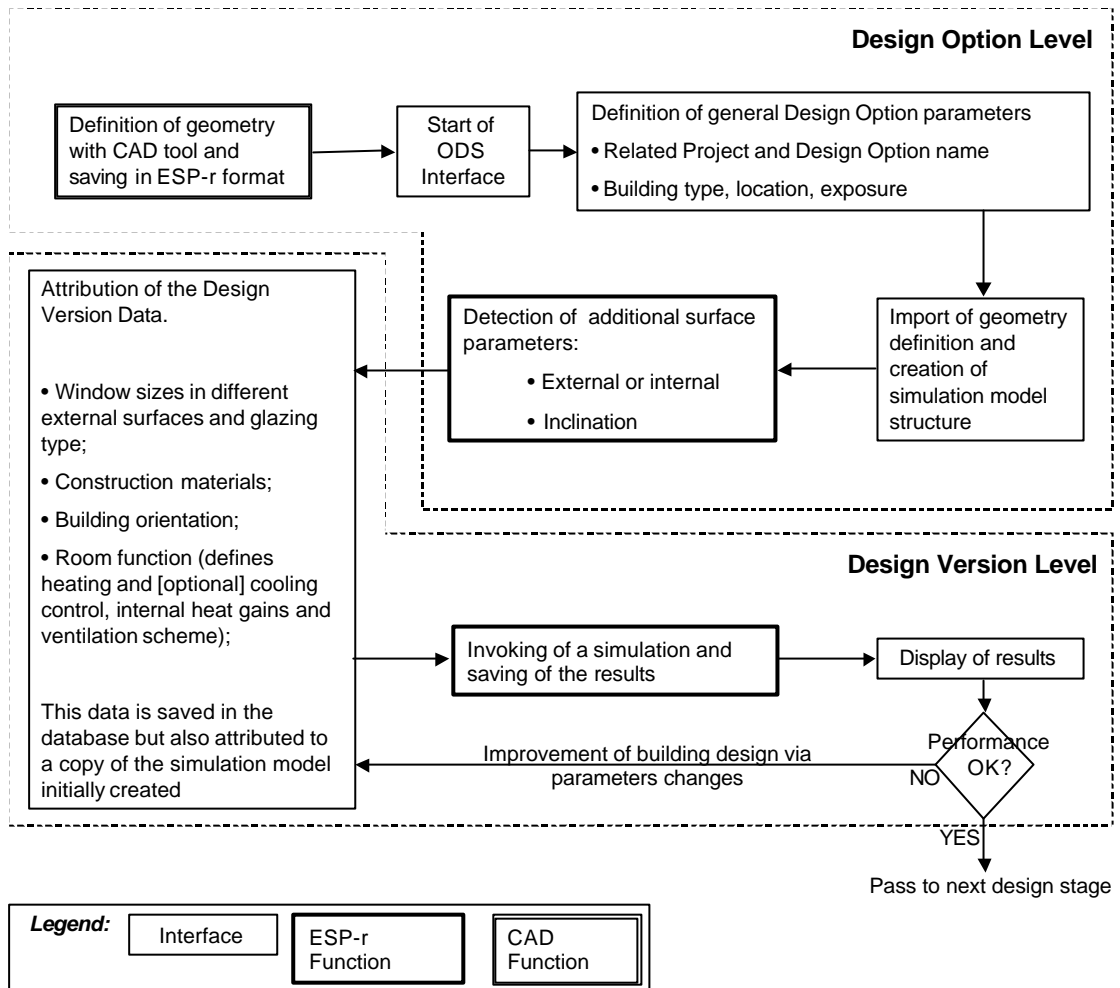 Design Option Level
Definition of geometry
with CAD tool and
saving in ESP-r format
Start of
ODS
Interface
Definition of general Design Option parameters
• Related Project and Design Option name
• Building type, location, exposure
Import of geometry
definition and
creation of
simulation model
structure
Detection of additional surface
parameters:
• External or internal
• Inclination
Attribution of the Design
Version Data.
• Window sizes in different
external surfaces and glazing
type;
• Construction materials;
• Building orientation;
• Room function (defines
heating and [optional] cooling
control, internal heat gains and
ventilation scheme);
This data is saved in the
database but also attributed to
a copy of the simulation model
initially created
Design Version Level
Invoking of a simulation and
saving of the results
Display of results
Performance
OK?
NO
Improvement of building design via
parameters changes
YES
Pass to next design stage
Legend:
Interface
ESP-r
Function
CAD
Function